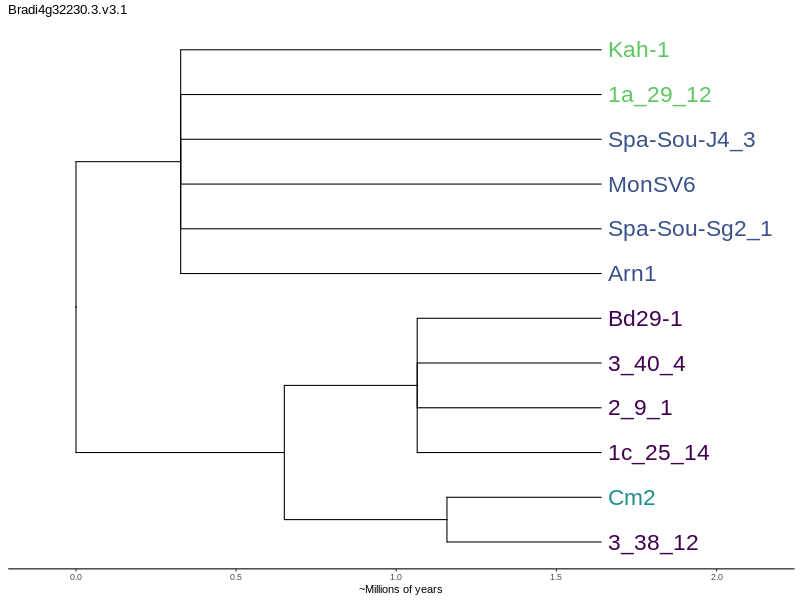 Bradi4g32230.3.v3.1
Kah-1
1a_29_12
Spa-Sou-J4_3
MonSV6
Spa-Sou-Sg2_1
Arn1
Bd29-1
3_40_4
2_9_1
1c_25_14
Cm2
3_38_12
0.0 0.5 1.0 1.5 2.0
~Millions of years